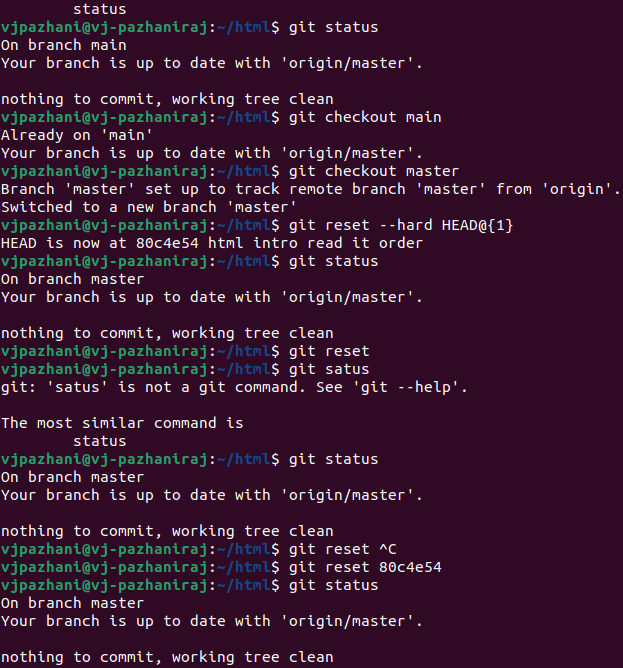 status
vjpazhani@vj-pazhaniraj:~/html$ git status
On branch main
Your branch is up to date with 'origin/master'.
nothing to commit, working tree clean
vjpazhani@vj-pazhaniraj:~/html$ git checkout main
Already on 'main'
Your branch is up to date with 'origin/master'.
vjpazhani@vj-pazhaniraj:~/html$ git checkout master
Branch 'master' set up to track remote branch 'master' from 'origin'.
Switched to a new branch 'master'
vjpazhani@vj-pazhaniraj:~/html$ git reset --hard HEAD@{1}
HEAD is now at 80c4e54 html intro read it order
vjpazhani@vj-pazhaniraj:~/html$ git status
On branch master
Your branch is up to date with 'origin/master'.
nothing to commit, working tree clean
vjpazhani@vj-pazhaniraj:~/html$ git reset
vjpazhani@vj-pazhaniraj:~/html$ git satus
git: 'satus' is not a git command. See 'git --help'.
The most similar command is
status
vjpazhani@vj-pazhaniraj:~/html$ git status
On branch master
Your branch is up to date with 'origin/master'.
nothing to commit, working tree clean
vjpazhani@vj-pazhaniraj:~/html$ git reset ^C
vjpazhani@vj-pazhaniraj:~/html$ git reset 80c4e54
vjpazhani@vj-pazhaniraj:~/html$ git status
On branch master
Your branch is up to date with 'origin/master'.
nothing to commit, working tree clean